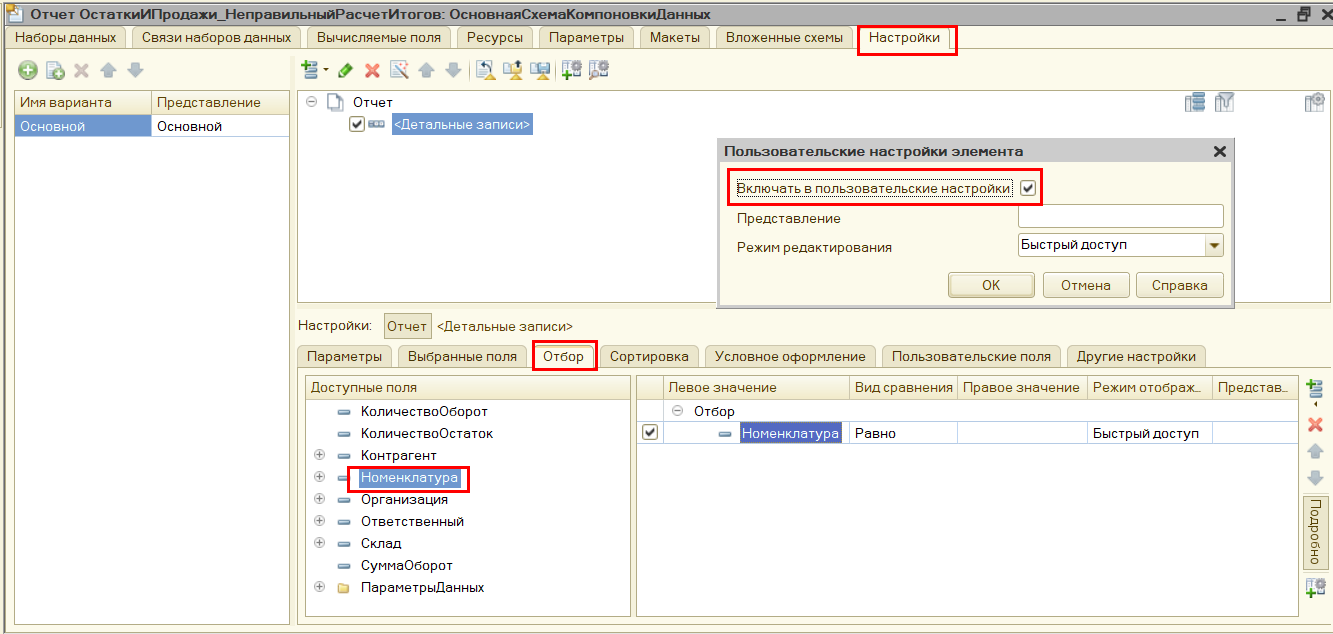 Отчет ОстаткиИПродажи_НеправильныйРасчетИтогов: ОсновнаяСхемаКомпоновкиДанных
Наборы данных Связи наборов данных Вычисляемые поля Ресурсы Параметры Макеты Вложенные схемы Настройки
Имя варианта Представление
Основной Основной
Отчет
<Детальные записи>
Пользовательские настройки элемента
Включать в пользовательские настройки
Представление
Режим редактирования Быстрый доступ
OK Отмена Справка
Настройки: Отчет <Детальные записи>
Параметры Выбранные поля Отбор Сортировка Условное оформление Пользовательские поля Другие настройки
Доступные поля
КоличествоОборот
КоличествоОстаток
Контрагент
Номенклатура
Организация
Ответственный
Склад
СуммаОборот
ПараметрыДанных
Левое значение Вид сравнения Правое значение Режим отображ... Представ...
Отбор
Номенклатура Равно Быстрый доступ
Подробно